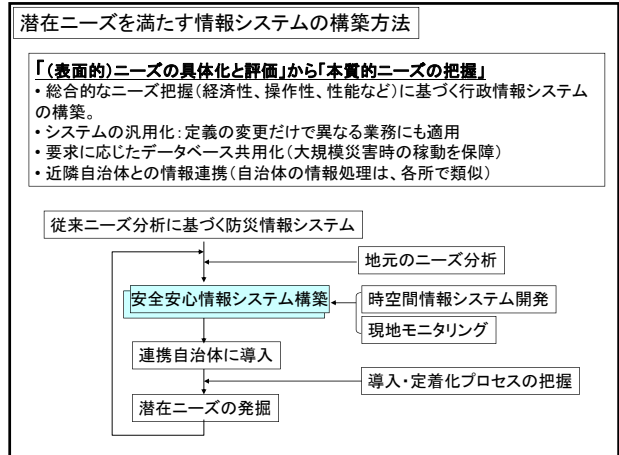 潜在ニーズを満たす情報システムの構築方法
「(表面的)ニーズの具体化と評価」から「本質的ニーズの把握」
・総合的なニーズ把握(経済性、操作性、性能など)に基づく行政情報システム
の構築。
・システムの汎用化:定義の変更だけで異なる業務にも適用
・要求に応じたデータベース共用化(大規模災害時の稼動を保障)
・近隣自治体との情報連携(自治体の情報処理は、各所で類似)
従来ニーズ分析に基づく防災情報システム
地元のニーズ分析
安全安心情報システム構築
時空間情報システム開発
現地モニタリング
連携自治体に導入
導入・定着化プロセスの把握
潜在ニーズの発掘